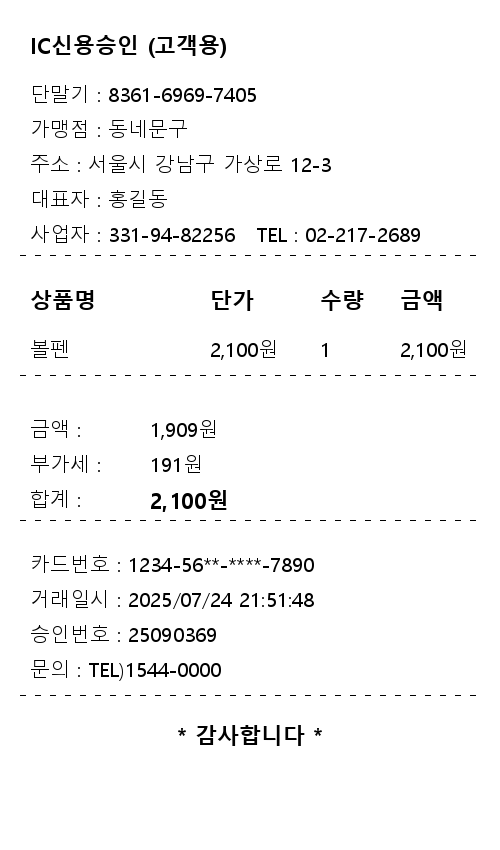 IC신용승인 (고객용)
단말기 : 8361-6969-7405
가맹점 : 동네문구
주소 : 서울시 강남구 가상로 12-3
대표자 : 홍길동
사업자 : 331-94-82256 TEL : 02-217-2689
상품명 단가 수량 금액
볼펜 2,100원 1 2,100원
금액 : 1,909원
부가세 : 191원
합계 : 2,100원
카드번호 : 1234-56**-****-7890
거래일시 : 2025/07/24 21:51:48
승인번호 : 25090369
문의 : TEL)1544-0000
* 감사합니다 *